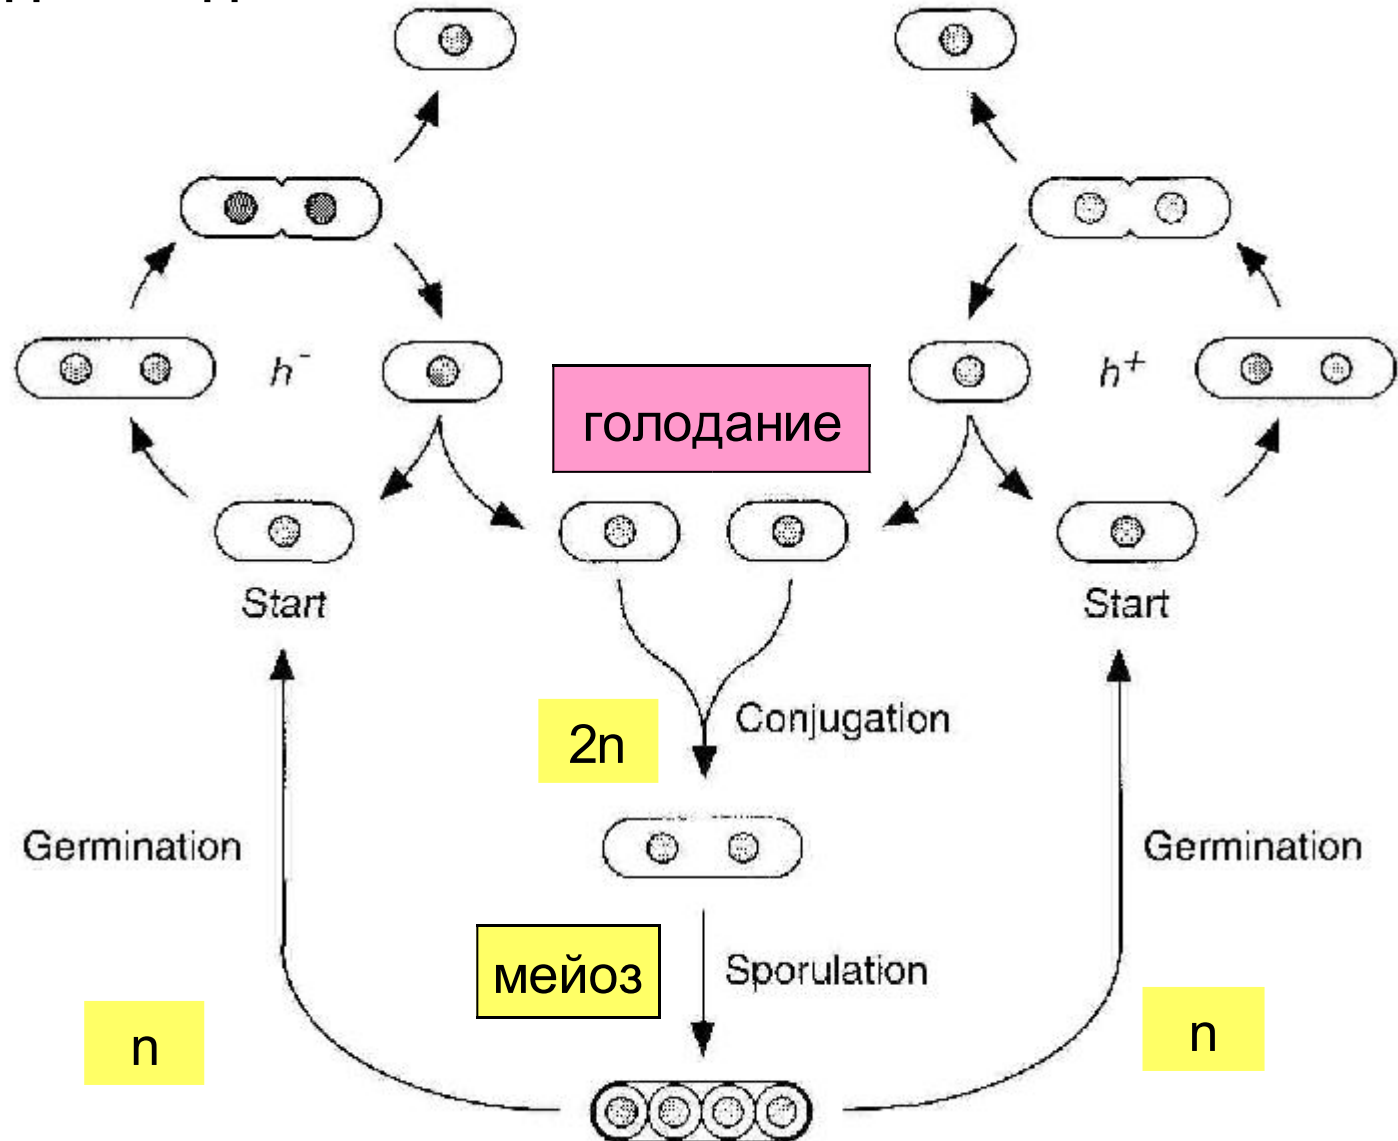 h⁻
h⁺
голодание
Start
Start
Conjugation
2n
Germination
Germination
мейоз
Sporulation
n
n